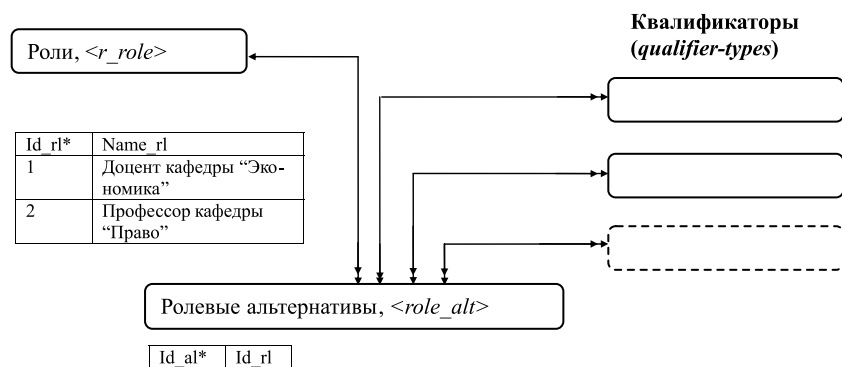 Квалификаторы
(qualifier-types)
Роли, <r_role>
Id_rl* Name_rl
1 Доцент кафедры “Эко-
номика”
2 Профессор кафедры
“Право”
Ролевые альтернативы, <role_alt>
Id_al* Id_rl